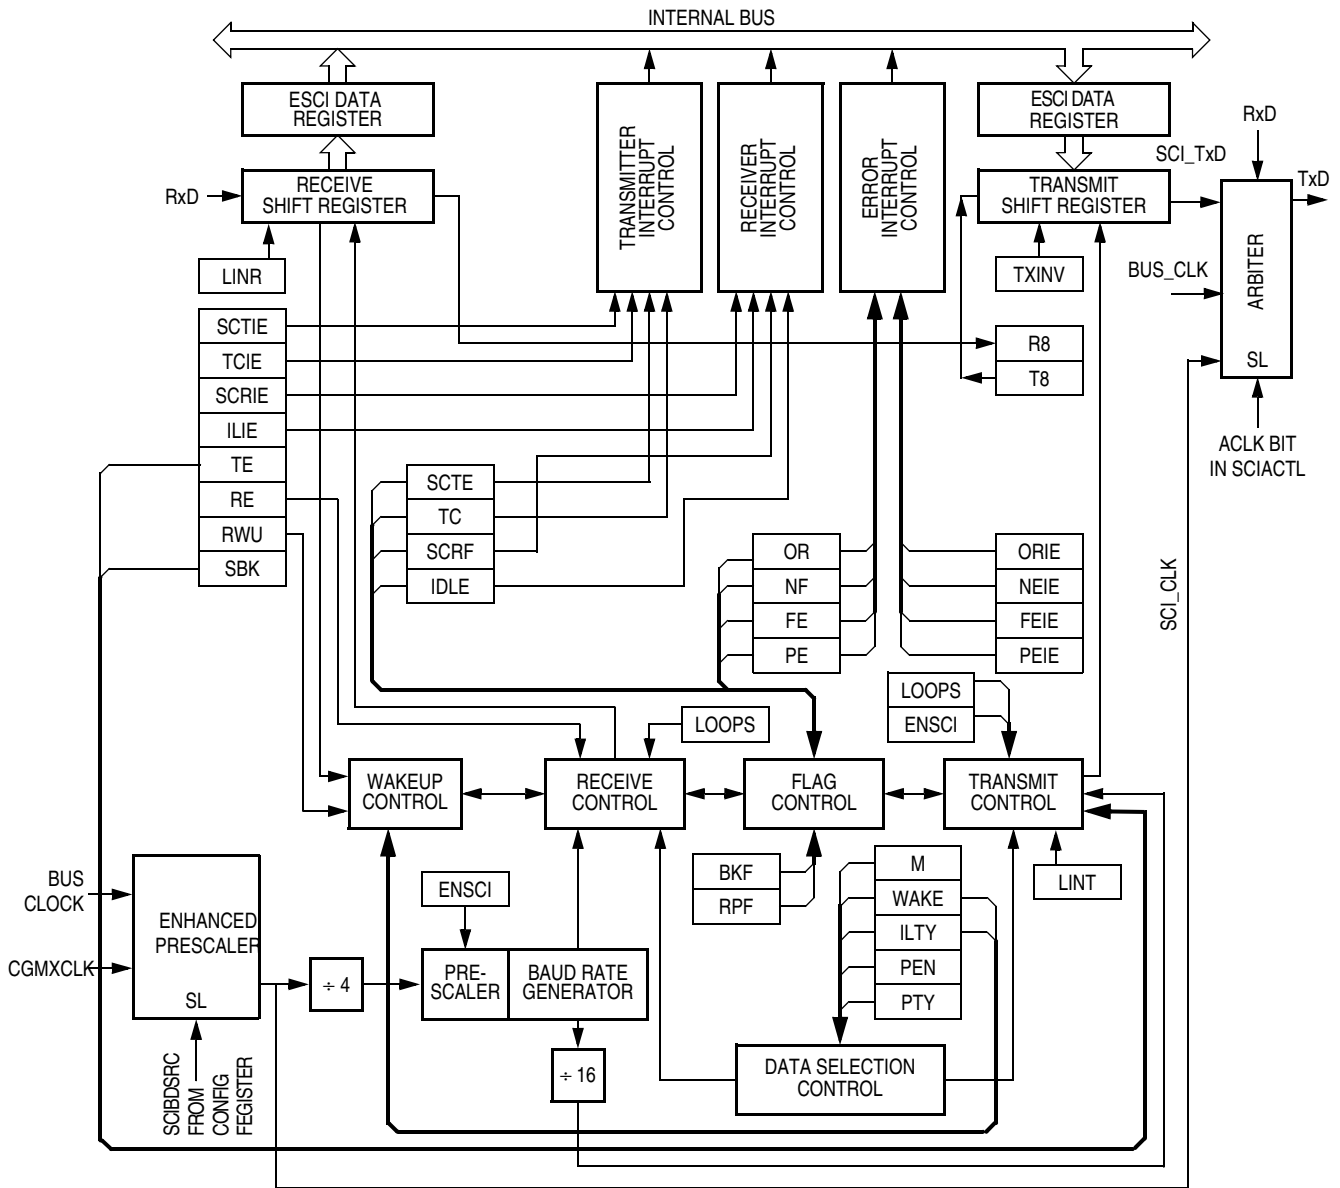 INTERNAL BUS
ESCI DATA
REGISTER
TRANSMITTER
INTERRUPT
CONTROL
RECEIVER
INTERRUPT
CONTROL
ERROR
INTERRUPT
CONTROL
ESCI DATA
REGISTER
RxD
SCI_TxD
TxD
RxD
RECEIVE
SHIFT REGISTER
TRANSMIT
SHIFT REGISTER
ARBITER
SL
LINR
TXINV
BUS_CLK
SCTIE
TCIE
SCRIE
ILIE
TE
RE
RWU
SBK
R8
T8
ACLK BIT
IN SCIACTL
SCTE
TC
SCRF
IDLE
OR
NF
FE
PE
ORIE
NEIE
FEIE
PEIE
SCI_CLK
LOOPS
ENSCI
LOOPS
WAKEUP
CONTROL
RECEIVE
CONTROL
FLAG
CONTROL
TRANSMIT
CONTROL
BKF
RPF
M
WAKE
ILTY
PEN
PTY
LINT
BUS
CLOCK
CGMXCLK
ENHANCED
PRESCALER
SL
ENSCI
÷ 4
PRE-
SCALER
BAUD RATE
GENERATOR
÷ 16
DATA SELECTION
CONTROL
SCIBDSRC
FROM
CONFIG
FEGISTER